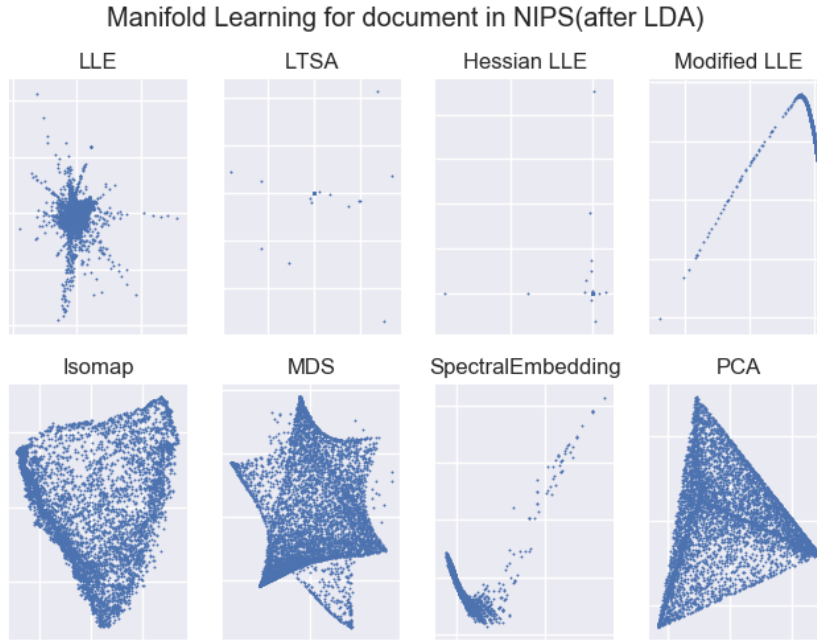 Manifold Learning for document in NIPS(after LDA)
LLE
LTSA
Hessian LLE
Modified LLE
Isomap
MDS
SpectralEmbedding
PCA